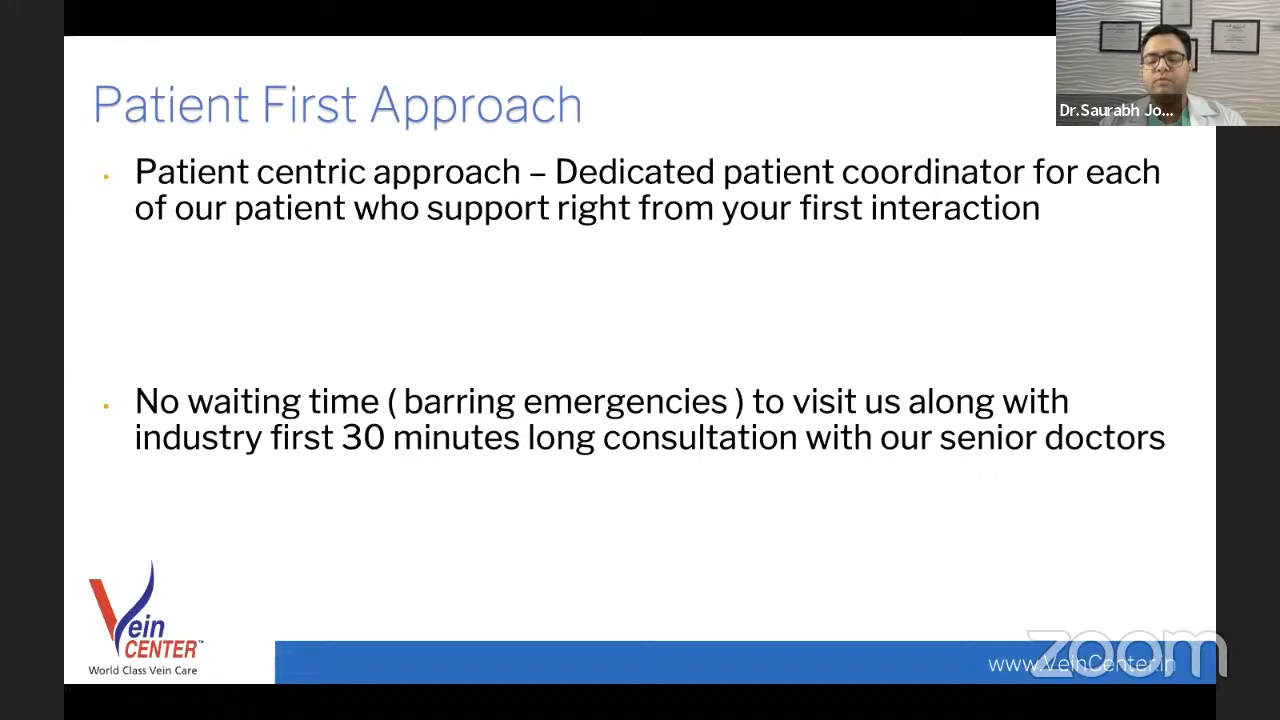 Patient First Approach
Dr.Saurabh Jo...
• Patient centric approach – Dedicated patient coordinator for each
of our patient who support right from your first interaction
• No waiting time ( barring emergencies ) to visit us along with
industry first 30 minutes long consultation with our senior doctors
Vein
CENTER™
World Class Vein Care
www.VeinCenter.in
zoom